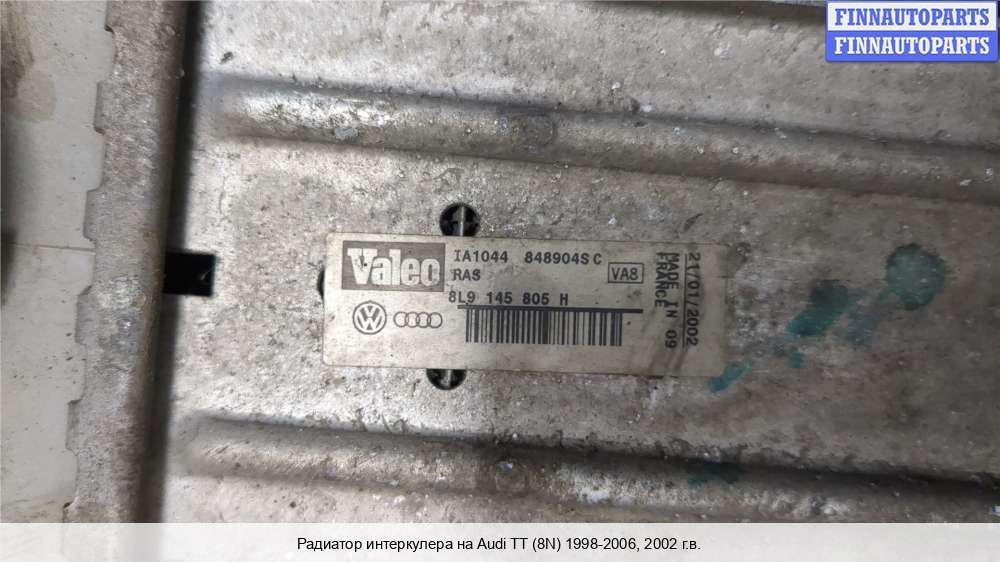 FINNAUTOPARTS
FINNAUTOPARTS
Valeo
IA1044 848904S C
RAS
VA8
8L9 145 805 H
21/01/2002
MADE IN 09
FRANCE
Радиатор интеркулера на Audi TT (8N) 1998-2006, 2002 г.в.